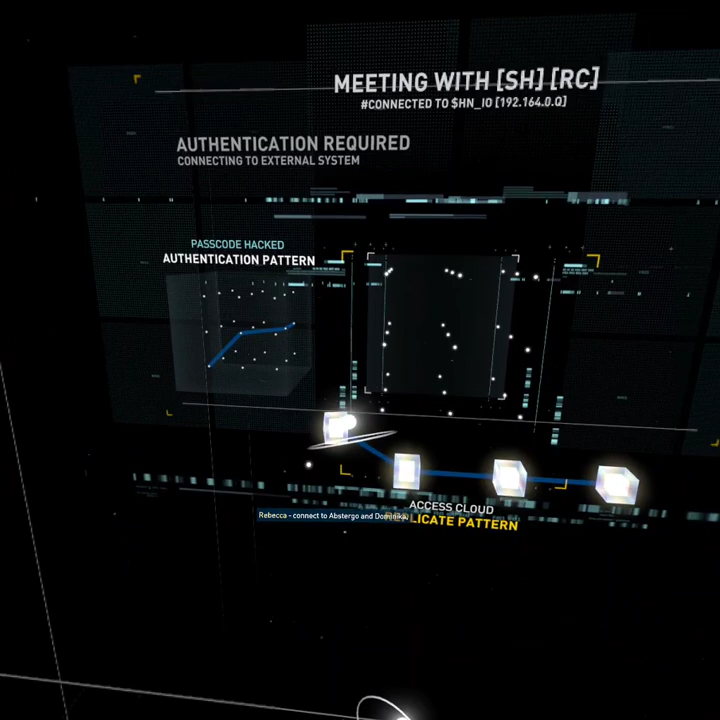 MEETING WITH [SH] [RC]
#CONNECTED TO $HN_IO [192.164.0.Q]
AUTHENTICATION REQUIRED
CONNECTING TO EXTERNAL SYSTEM
PASSCODE HACKED
AUTHENTICATION PATTERN
ACCESS CLOUD
Rebecca - connect to Abstergo and Dominika.
PLICATE PATTERN